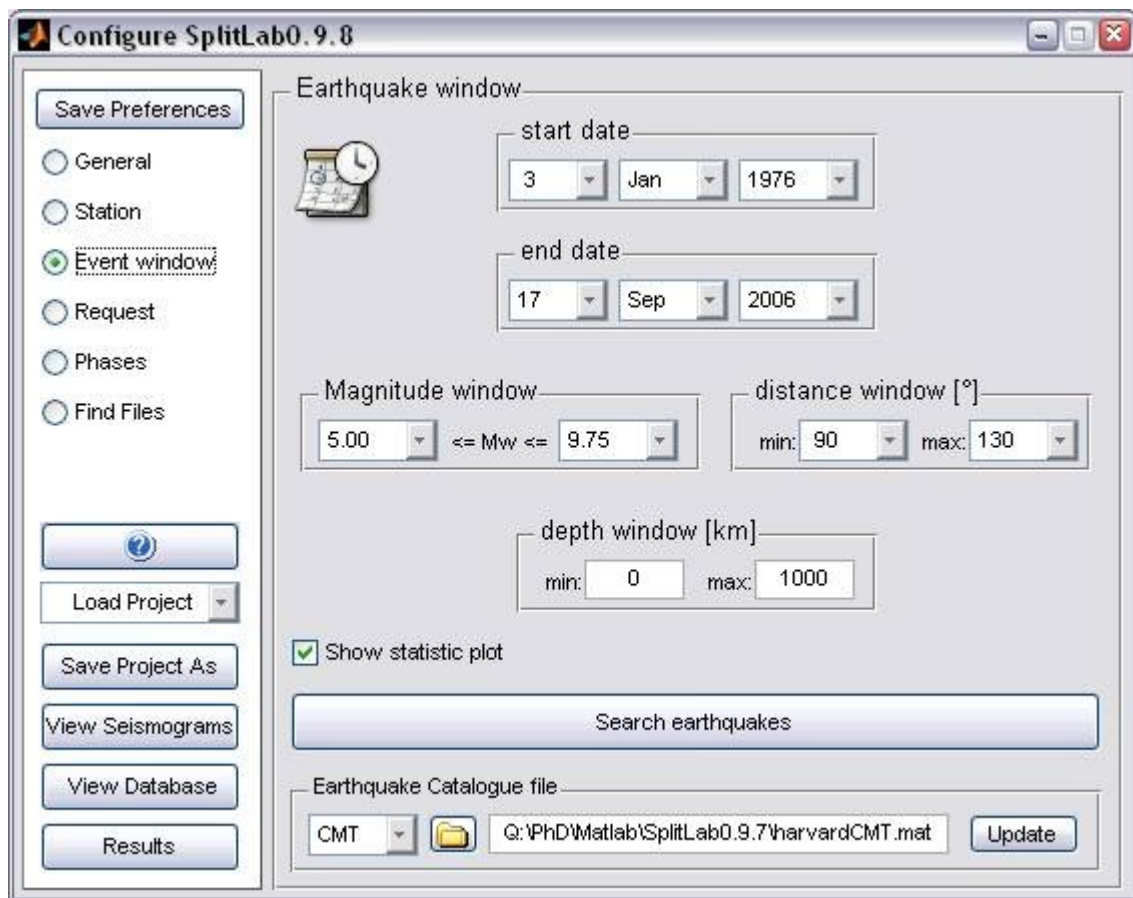 Configure SplitLab0.9.8
Save Preferences
General
Station
Event window
Request
Phases
Find Files
Load Project
Save Project As
View Seismograms
View Database
Results
Earthquake window
start date
3 Jan 1976
end date
17 Sep 2006
Magnitude window
5.00 <= Mw <= 9.75
distance window [°]
min: 90 max: 130
depth window [km]
min: 0 max: 1000
Show statistic plot
Search earthquakes
Earthquake Catalogue file
CMT Q:\PhD\Matlab\SplitLab0.9.7\harvardCMT.mat Update